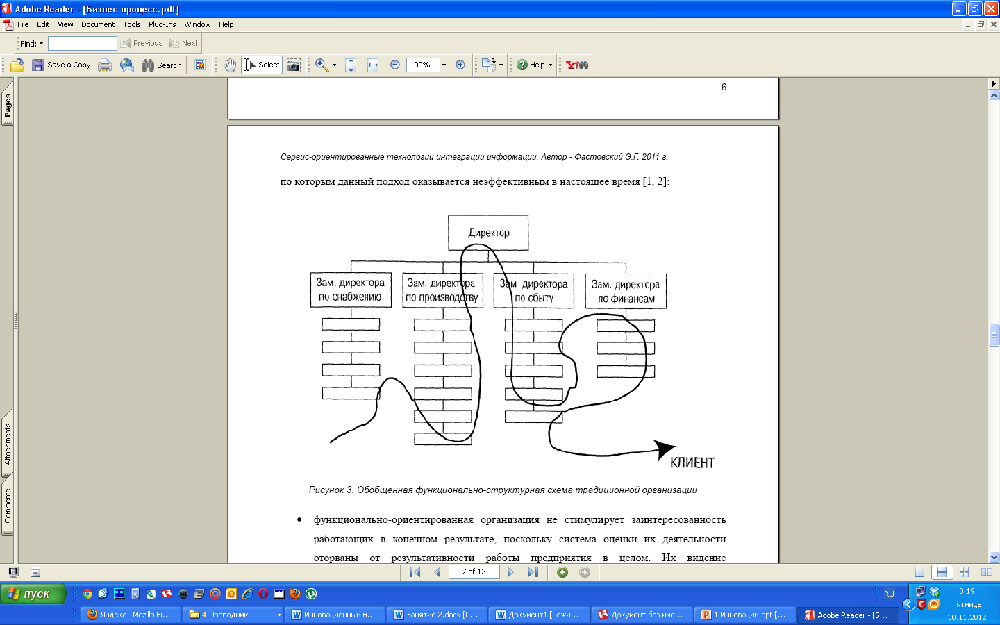 Adobe Reader - [Бизнес процесс.pdf]
File Edit View Document Tools Plug-Ins Window Help
Find: Previous Next
Save a Copy Search Select 100% Help Y!
Pages
Attachments
Comments
6
Сервис-ориентированные технологии интеграции информации. Автор - Фастовский Э.Г. 2011 г.
по которым данный подход оказывается неэффективным в настоящее время [1, 2]:
Директор
Зам. директора
по снабжению
Зам. директора
по производству
Зам директора
по сбыту
Зам. директора
по финансам
КЛИЕНТ
Рисунок 3. Обобщенная функционально-структурная схема традиционной организации
• функционально-ориентированная организация не стимулирует заинтересованность
работающих в конечном результате, поскольку система оценки их деятельности
оторваны от результативности работы предприятия в целом. Их видение
7 of 12
пуск
RU
0:19
пятница
30.11.2012
Яндекс - Mozilla Fi...
4 Проводник
Инновационный м...
Занятие 2.docx [Р...
Документ1 [Режи...
Документ без име...
1 Инновации.ppt [...
Adobe Reader - [Б...